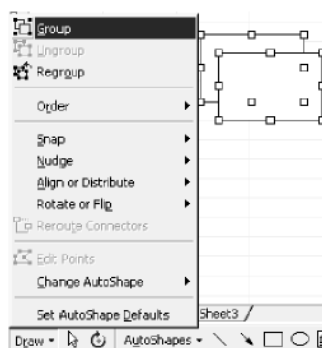 Group
Ungroup
Regroup
Order
Snap
Nudge
Align or Distribute
Rotate or Flip
Reroute Connectors
Edit Points
Change AutoShape
Set AutoShape Defaults
Sheet3
Draw
AutoShapes